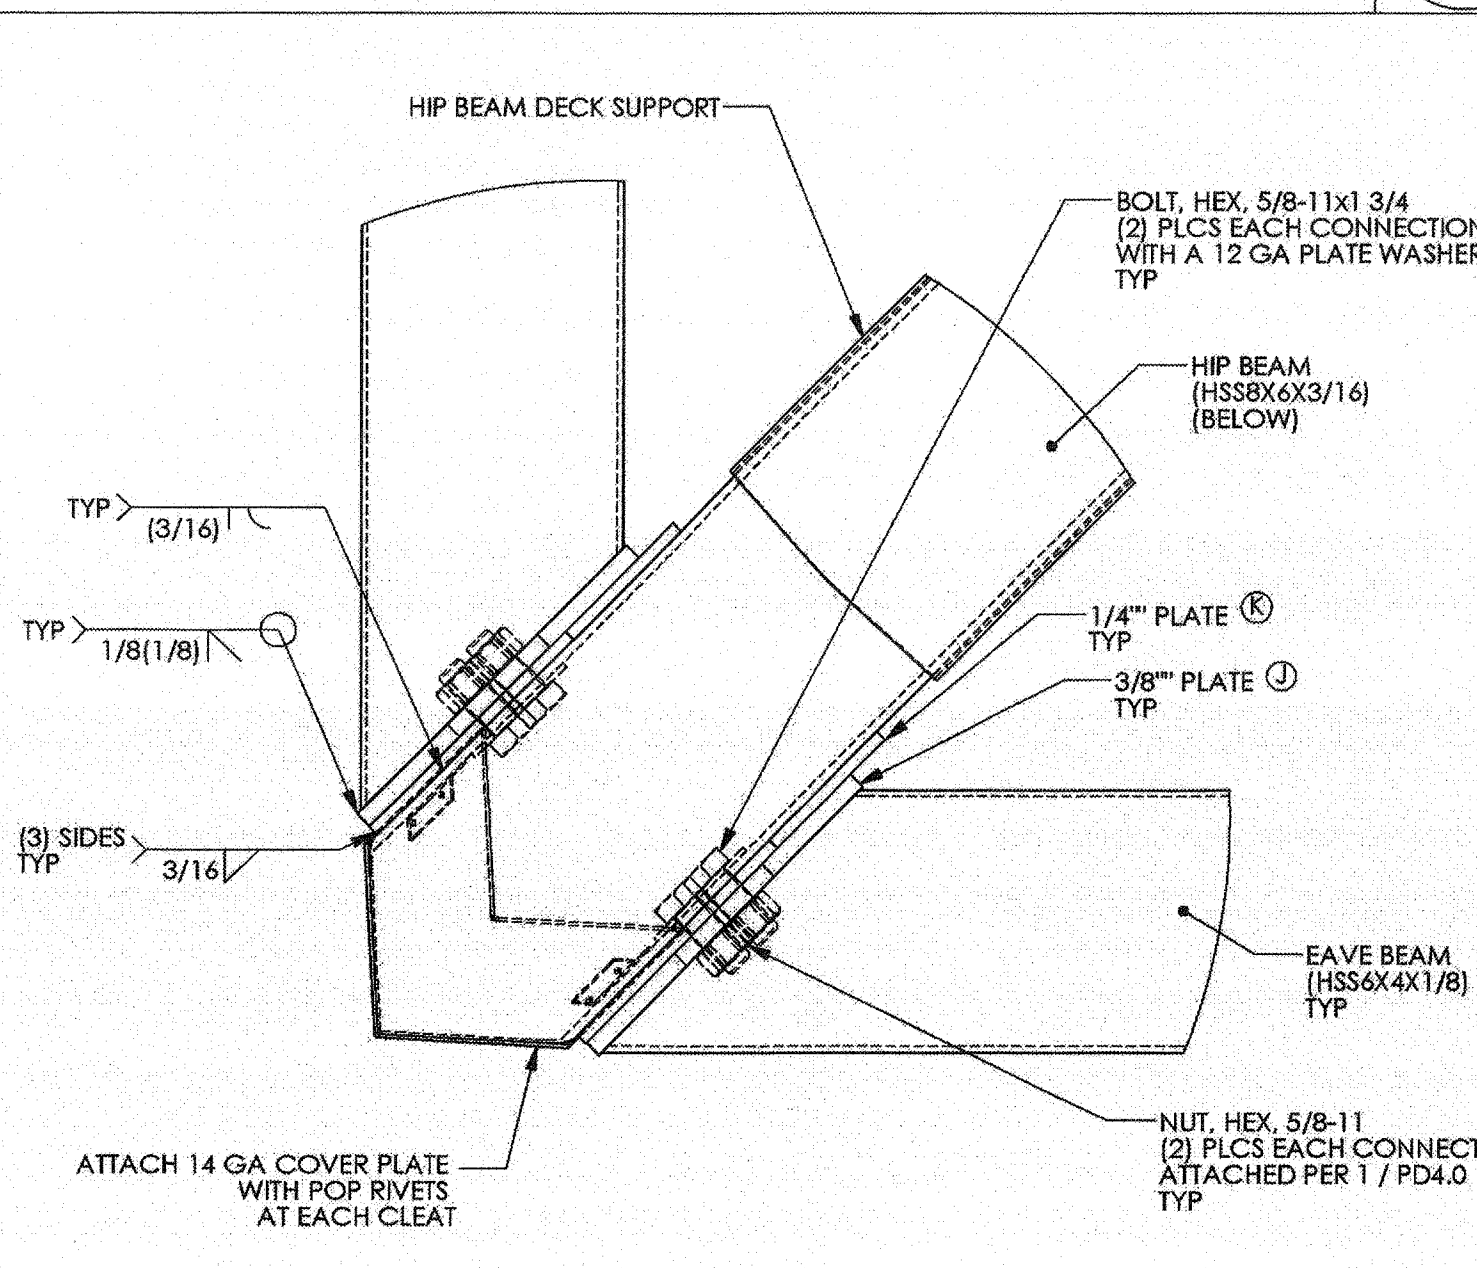 HIP BEAM DECK SUPPORT
BOLT, HEX, 5/8-11x1 3/4
(2) PLCS EACH CONNECTION
WITH A 12 GA PLATE WASHER
TYP
HIP BEAM
(HSS8X6X3/16)
(BELOW)
TYP
(3/16)
TYP
1/8(1/8)
1/4"" PLATE K
TYP
3/8"" PLATE J
TYP
(3) SIDES
TYP
3/16
EAVE BEAM
(HSS6X4X1/8)
TYP
NUT, HEX, 5/8-11
(2) PLCS EACH CONNECT
ATTACHED PER 1 / PD4.0
TYP
ATTACH 14 GA COVER PLATE
WITH POP RIVETS
AT EACH CLEAT